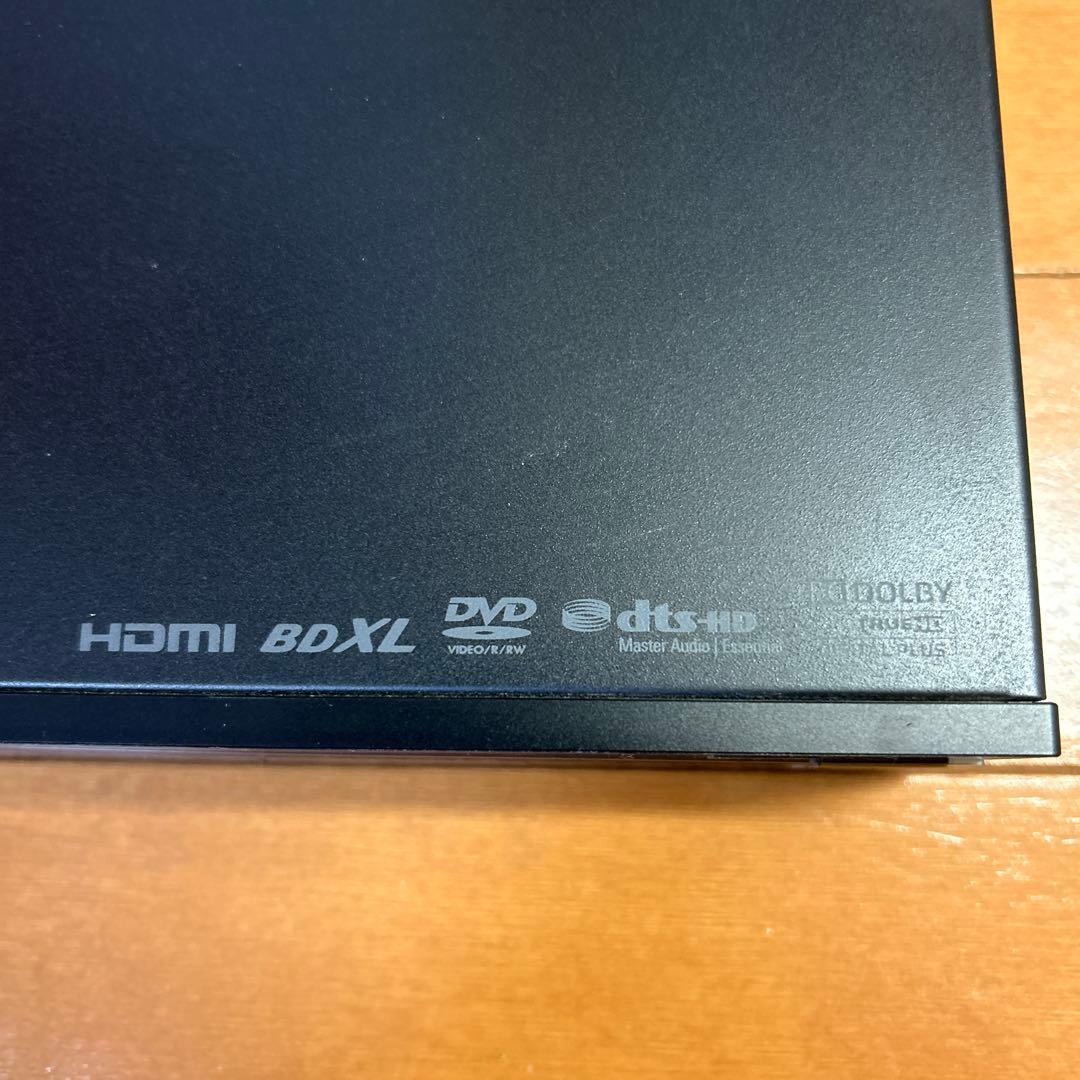 HDMI BDXL DVD dts-HD DOLBY
VIDEO/R/RW Master Audio | Essential TRUEHD
PLUS